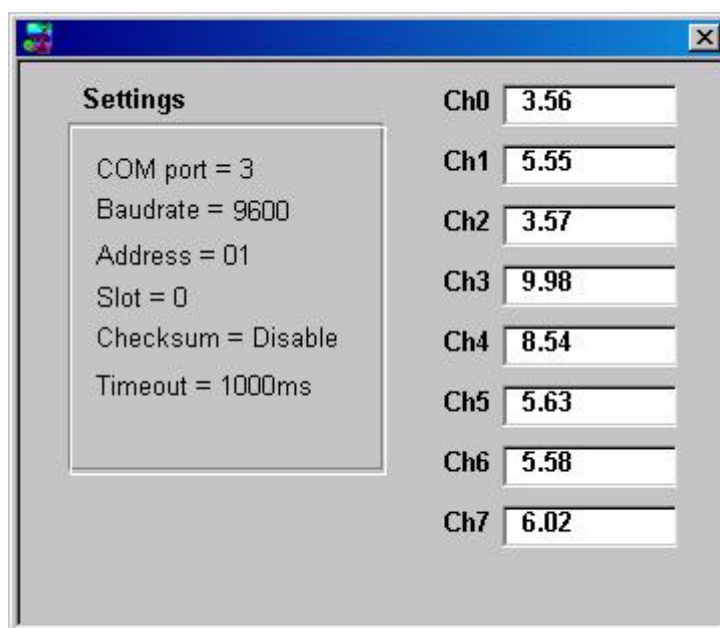 Settings
COM port = 3
Baudrate = 9600
Address = 01
Slot = 0
Checksum = Disable
Timeout = 1000ms
Ch0 3.56
Ch1 5.55
Ch2 3.57
Ch3 9.98
Ch4 8.54
Ch5 5.63
Ch6 5.58
Ch7 6.02